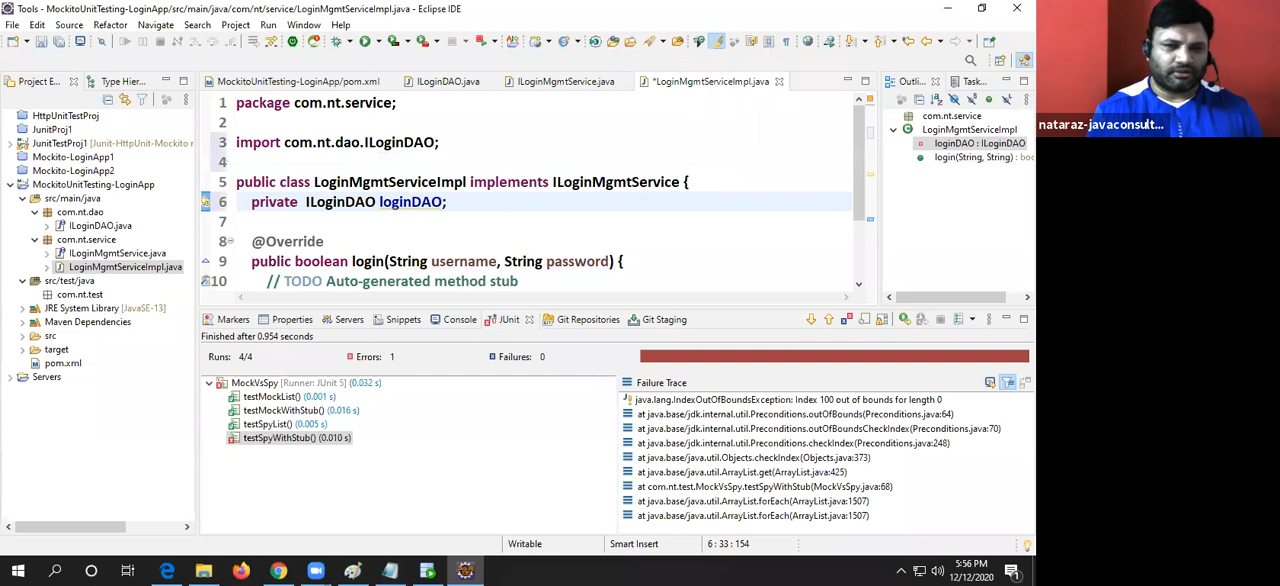 Tools - MockitoUnitTesting-LoginApp/src/main/java/com/nt/service/LoginMgmtServiceImpl.java - Eclipse IDE
File Edit Source Refactor Navigate Search Project Run Window Help
Project E... Type Hier...
MockitoUnitTesting-LoginApp/pom.xml ILoginDAO.java ILoginMgmtService.java *LoginMgmtServiceImpl.java
Outli... Task...
HttpUnitTestProj
JunitProj1
JunitTestProj1 (Junit-HttpUnit-Mockito r
Mockito-LoginApp1
Mockito-LoginApp2
MockitoUnitTesting-LoginApp
src/main/java
com.nt.dao
ILoginDAO.java
com.nt.service
ILoginMgmtService.java
LoginMgmtServiceImpl.java
src/test/java
com.nt.test
JRE System Library [JavaSE-13]
Maven Dependencies
src
target
pom.xml
Servers
1 package com.nt.service;
2
3 import com.nt.dao.ILoginDAO;
4
5 public class LoginMgmtServiceImpl implements ILoginMgmtService {
6 private ILoginDAO loginDAO;
7
8 @Override
9 public boolean login(String username, String password) {
10 // TODO Auto-generated method stub
com.nt.service
LoginMgmtServiceImpl
loginDAO : ILoginDAO
login(String, String) : boo
nataraz-javaconsult...
Markers Properties Servers Snippets Console JUnit Git Repositories Git Staging
Finished after 0.954 seconds
Runs: 4/4 Errors: 1 Failures: 0
MockVsSpy [Runner: JUnit 5] (0.032 s)
testMockList() (0.001 s)
testMockWithStub() (0.016 s)
testSpyList() (0.005 s)
testSpyWithStub() (0.010 s)
Failure Trace
java.lang.IndexOutOfBoundsException: Index 100 out of bounds for length 0
at java.base/jdk.internal.util.Preconditions.outOfBounds(Preconditions.java:64)
at java.base/jdk.internal.util.Preconditions.outOfBoundsCheckIndex(Preconditions.java:70)
at java.base/jdk.internal.util.Preconditions.checkIndex(Preconditions.java:248)
at java.base/java.util.Objects.checkIndex(Objects.java:373)
at java.base/java.util.ArrayList.get(ArrayList.java:425)
at com.nt.test.MockVsSpy.testSpyWithStub(MockVsSpy.java:68)
at java.base/java.util.ArrayList.forEach(ArrayList.java:1507)
at java.base/java.util.ArrayList.forEach(ArrayList.java:1507)
Writable Smart Insert 6 : 33 : 154
5:56 PM
12/12/2020